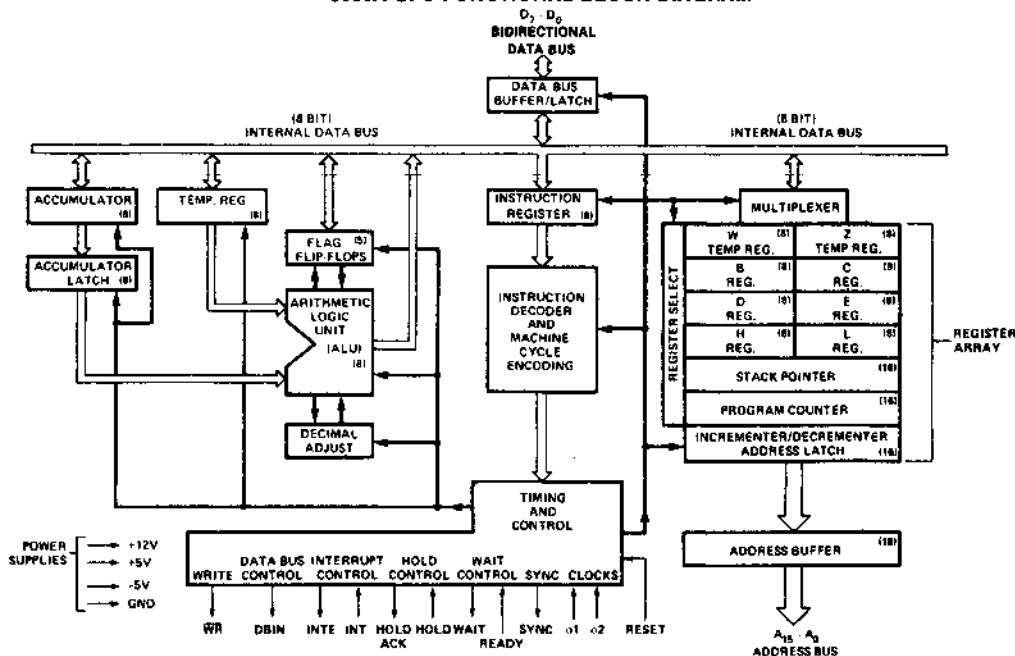 D7 - D0
BIDIRECTIONAL
DATA BUS
DATA BUS
BUFFER/LATCH
(8 BIT)
INTERNAL DATA BUS
(8 BIT)
INTERNAL DATA BUS
ACCUMULATOR
(8)
TEMP. REG
(8)
INSTRUCTION
REGISTER (8)
MULTIPLEXER
ACCUMULATOR
LATCH (8)
FLAG (5)
FLIP-FLOPS
ARITHMETIC
LOGIC
UNIT
(ALU)
(8)
DECIMAL
ADJUST
INSTRUCTION
DECODER
AND
MACHINE
CYCLE
ENCODING
REGISTER SELECT
W (8)
TEMP REG.
Z (8)
TEMP REG.
B (8)
REG.
C (8)
REG.
D (8)
REG.
E (8)
REG.
H (8)
REG.
L (8)
REG.
STACK POINTER (16)
PROGRAM COUNTER (16)
INCREMENTER/DECREMENTER
ADDRESS LATCH (16)
REGISTER
ARRAY
TIMING
AND
CONTROL
ADDRESS BUFFER (16)
A15 - A0
ADDRESS BUS
POWER
SUPPLIES
+12V
+5V
-5V
GND
WRITE
DATA BUS
CONTROL
INTERRUPT
CONTROL
HOLD
CONTROL
WAIT
CONTROL
SYNC
CLOCKS
WR
DBIN
INTE
INT
HOLD
ACK
HOLD
WAIT
READY
SYNC
ø1
ø2
RESET